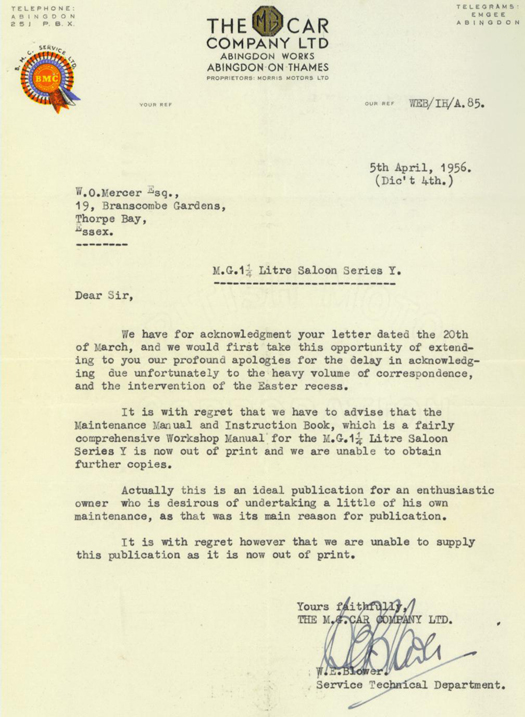 TELEPHONE:
ABINGDON
251 P.B.X.
TELEGRAMS:
EMGEE
ABINGDON
THE MG CAR
COMPANY LTD
ABINGDON WORKS
ABINGDON·ON·THAMES
PROPRIETORS: MORRIS MOTORS LTD
B.M.C. SERVICE LTD.
BMC
YOUR REF
OUR REF WEB/IH/A.85.
5th April, 1956.
(Dic't 4th.)
W.O.Mercer Esq.,
19, Branscombe Gardens,
Thorpe Bay,
Essex.
--------
M.G.1¼ Litre Saloon Series Y.
---------------------------
Dear Sir,
We have for acknowledgment your letter dated the 20th
of March, and we would first take this opportunity of extend-
ing to you our profound apologies for the delay in acknowledg-
ing due unfortunately to the heavy volume of correspondence,
and the intervention of the Easter recess.
It is with regret that we have to advise that the
Maintenance Manual and Instruction Book, which is a fairly
comprehensive Workshop Manual for the M.G.1¼ Litre Saloon
Series Y is now out of print and we are unable to obtain
further copies.
Actually this is an ideal publication for an enthusiastic
owner who is desirous of undertaking a little of his own
maintenance, as that was its main reason for publication.
It is with regret however that we are unable to supply
this publication as it is now out of print.
Yours faithfully,
THE M.G.CAR COMPANY LTD.
W.E.Blower.
Service Technical Department.